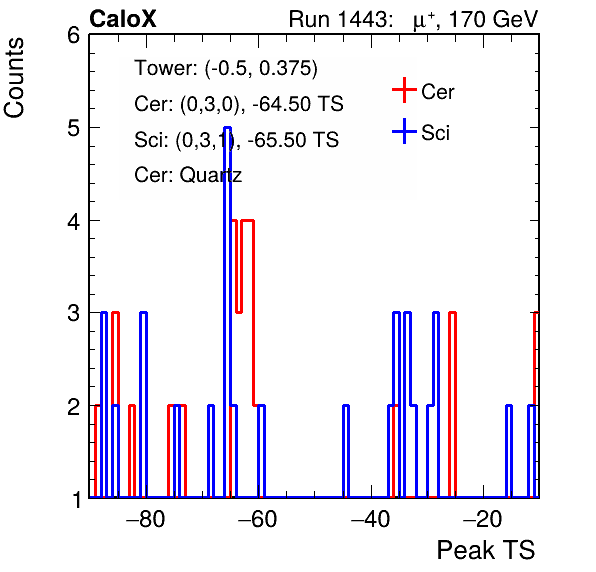 CaloX Run 1443: μ⁺, 170 GeV
Counts
6
5
4
3
2
1
Tower: (-0.5, 0.375)
Cer: (0,3,0), -64.50 TS
Sci: (0,3,1), -65.50 TS
Cer: Quartz
Cer
Sci
−80 −60 −40 −20
Peak TS